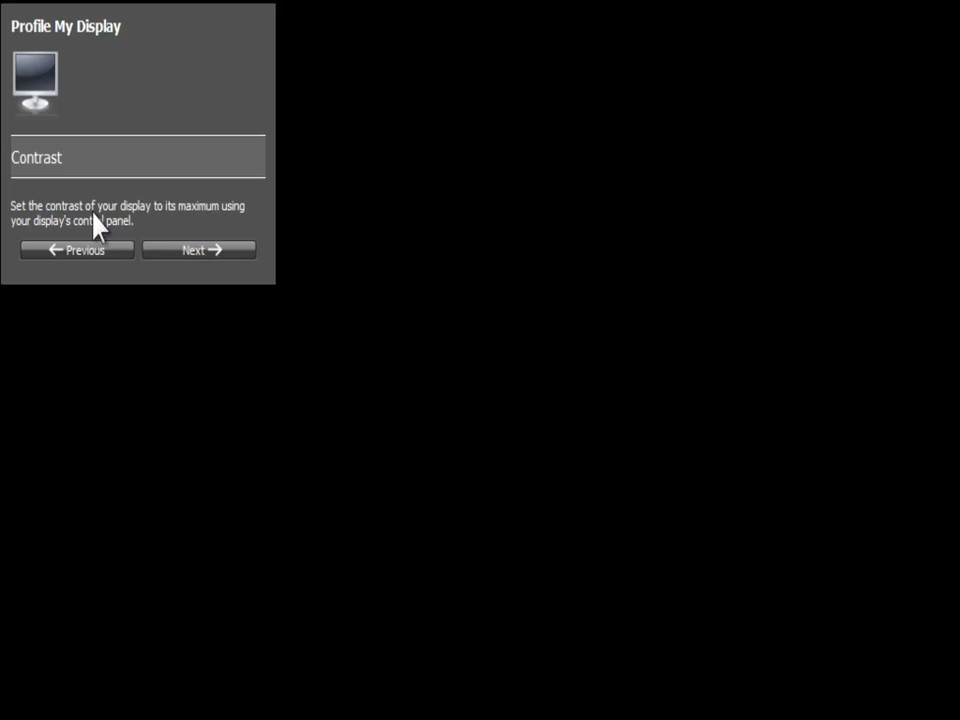 Profile My Display
Contrast
Set the contrast of your display to its maximum using
your display's control panel.
← Previous
Next →